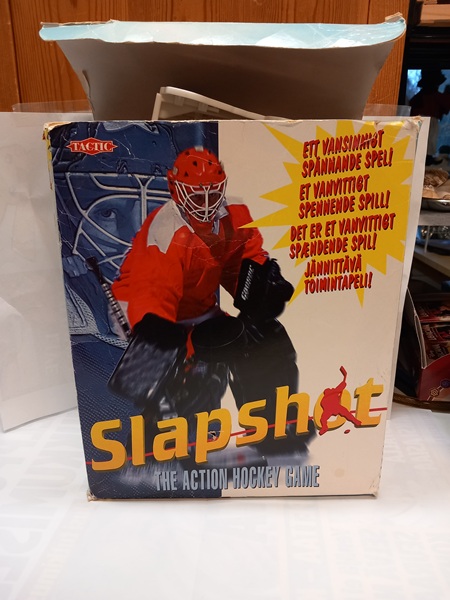 TACTIC
ETT VANSINNIGT
SPÄNNANDE SPEL!
ET VANVITTIGT
SPENNENDE SPILL!
DET ER ET VANVITTIGT
SPÆNDENDE SPIL!
JÄNNITTÄVÄ
TOIMINTAPELI!
Slapshot
THE ACTION HOCKEY GAME